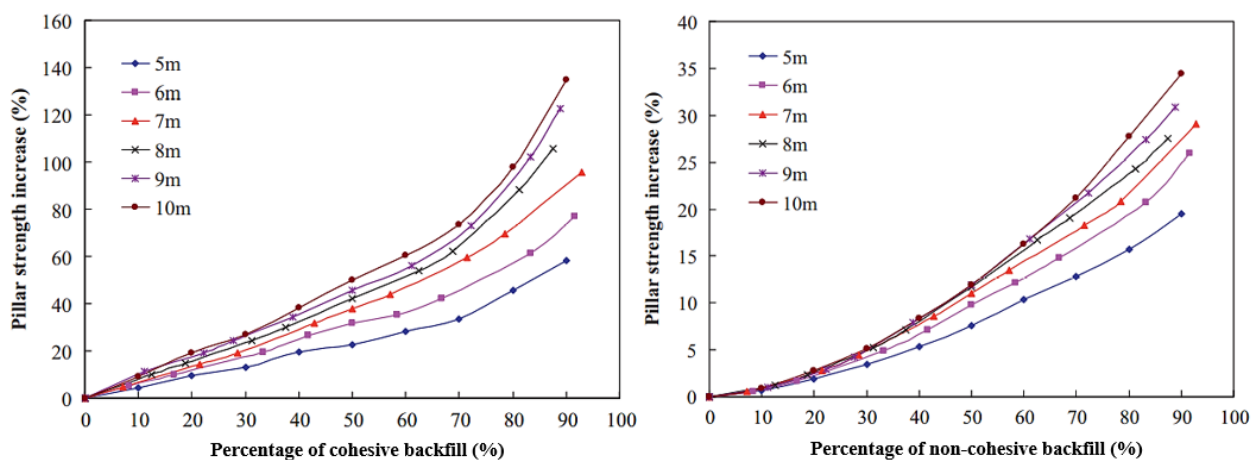 160
140
120
100
80
60
40
20
0
Pillar strength increase (%)
5m
6m
7m
8m
9m
10m
0 10 20 30 40 50 60 70 80 90 100
Percentage of cohesive backfill (%)
40
35
30
25
20
15
10
5
0
Pillar strength increase (%)
5m
6m
7m
8m
9m
10m
0 10 20 30 40 50 60 70 80 90 100
Percentage of non-cohesive backfill (%)